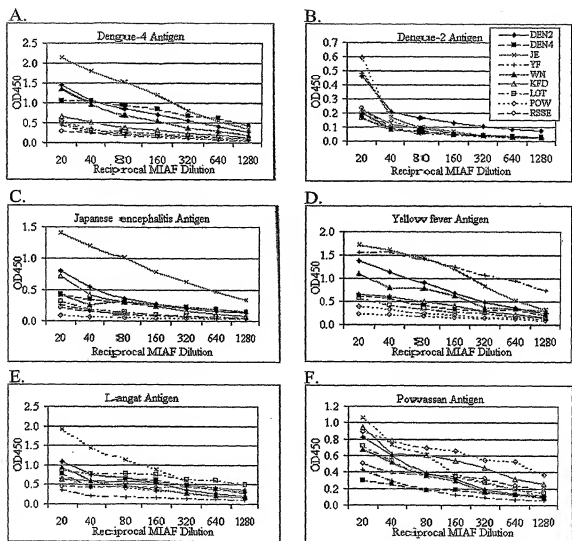 A.
Dengue-4 Antigen
OD450
2.5
2.0
1.5
1.0
0.5
0.0
20 40 80 160 320 640 1280
Reciprocal MIAF Dilution
B.
Dengue-2 Antigen
OD450
0.7
0.6
0.5
0.4
0.3
0.2
0.1
0.0
20 40 80 160 320 640 1280
Reciprocal MIAF Dilution
DEN2
DEN4
JE
YF
WN
KFD
LGT
POW
RSSE
C.
Japanese encephalitis Antigen
OD450
1.5
1.0
0.5
0.0
20 40 80 160 320 640 1280
Reciprocal MIAF Dilution
D.
Yellow fever Antigen
OD450
2.0
1.5
1.0
0.5
0.0
20 40 80 160 320 640 1280
Reciprocal MIAF Dilution
E.
Langat Antigen
OD450
2.5
2.0
1.5
1.0
0.5
0.0
20 40 80 160 320 640 1280
Reciprocal MIAF Dilution
F.
Powassan Antigen
OD450
1.2
1.0
0.8
0.6
0.4
0.2
0.0
20 40 80 160 320 640 1280
Reciprocal MIAF Dilution